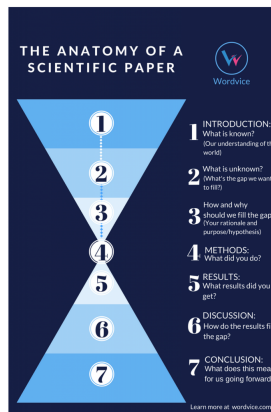 THE ANATOMY OF A
SCIENTIFIC PAPER
Wordvice
1
2
3
4
5
6
7
1 INTRODUCTION:
What is known?
(Our understanding of th
world)
2 What is unknown?
(What's the gap we want
to fill?)
3 How and why
should we fill the gap
(Your rationale and
purpose/hypothesis)
4 METHODS:
What did you do?
5 RESULTS:
What results did you
get?
6 DISCUSSION:
How do the results fi
the gap?
7 CONCLUSION:
What does this mea
for us going forward
Learn more at wordvice.com